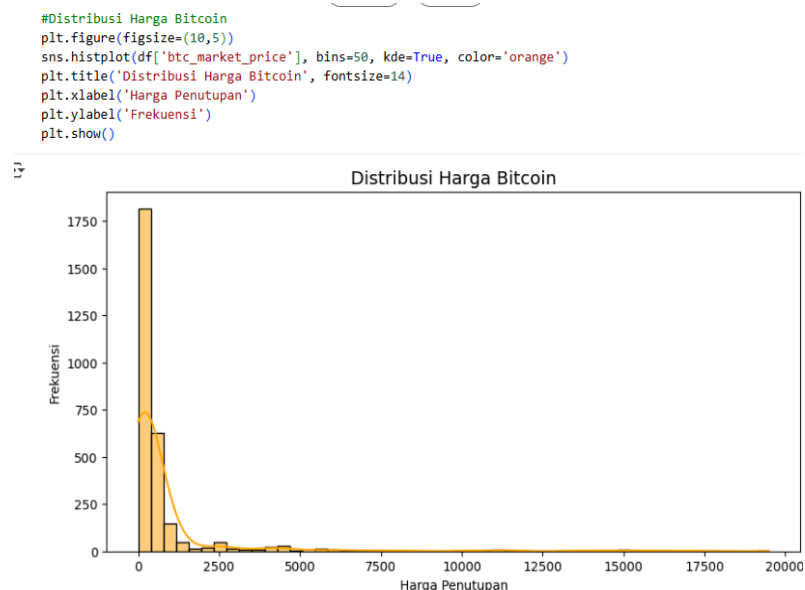 #Distribusi Harga Bitcoin
plt.figure(figsize=(10,5))
sns.histplot(df['btc_market_price'], bins=50, kde=True, color='orange')
plt.title('Distribusi Harga Bitcoin', fontsize=14)
plt.xlabel('Harga Penutupan')
plt.ylabel('Frekuensi')
plt.show()
Distribusi Harga Bitcoin
1750
1500
1250
1000
750
500
250
0
Frekuensi
0 2500 5000 7500 10000 12500 15000 17500 20000
Harga Penutupan